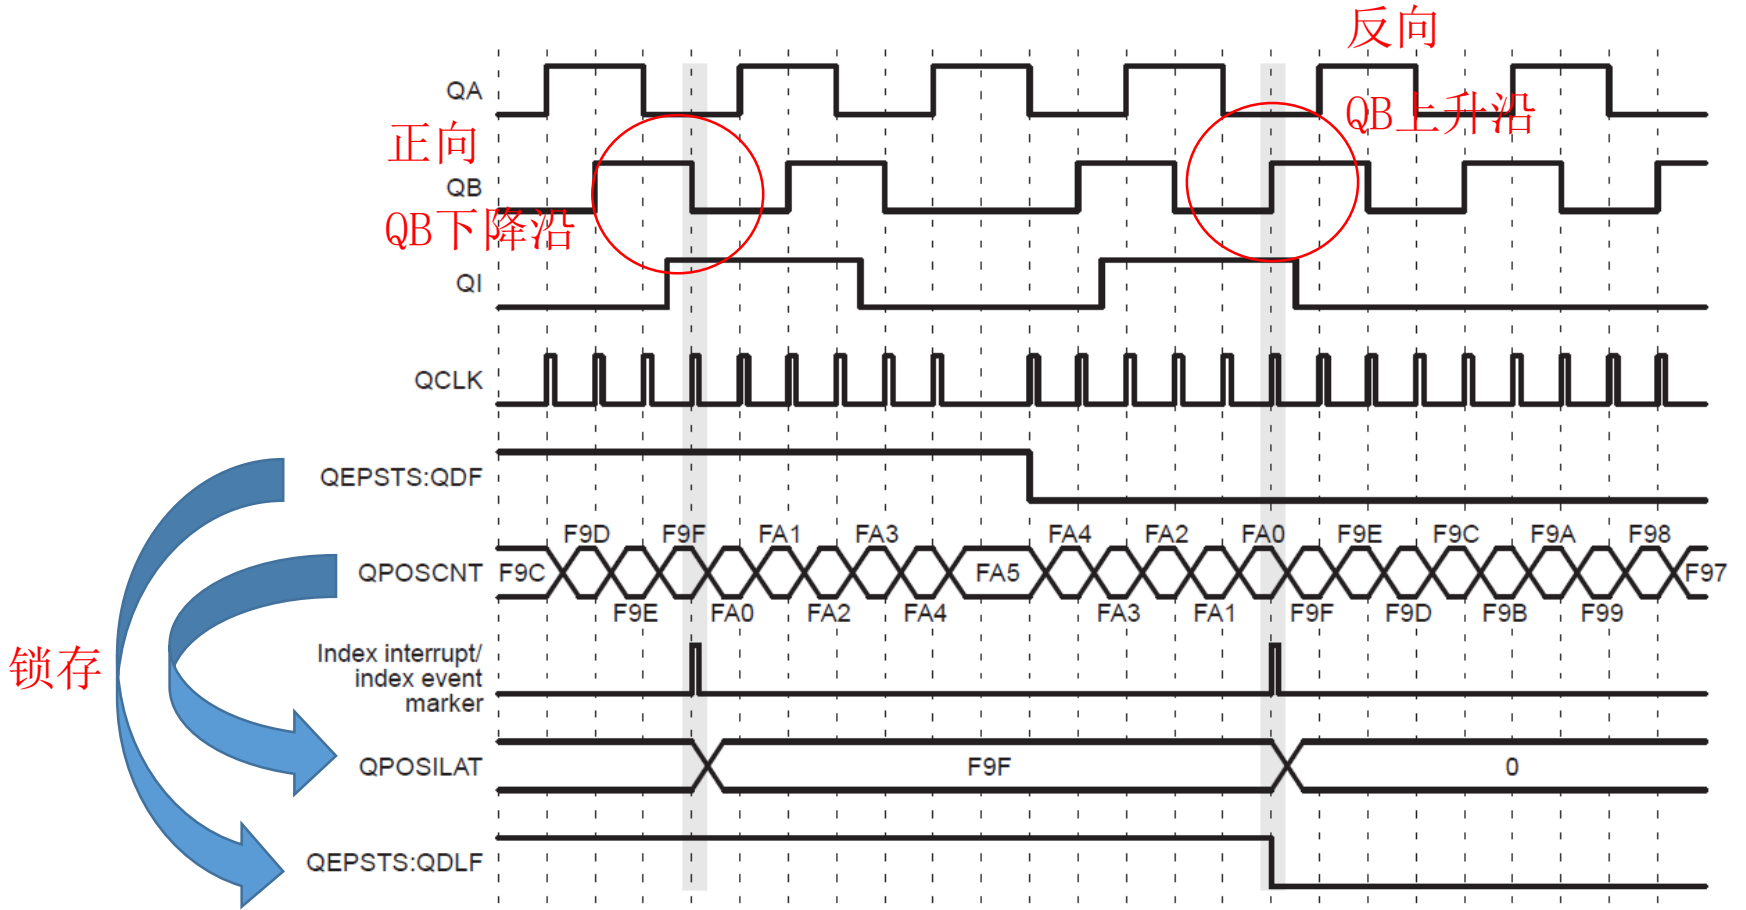 反向
QA
QB上升沿
正向
QB
QB下降沿
QI
QCLK
QEPSTS:QDF
F9D F9F FA1 FA3 FA4 FA2 FA0 F9E F9C F9A F98
QPOSCNT F9C FA5 F97
F9E FA0 FA2 FA4 FA3 FA1 F9F F9D F9B F99
锁存
Index interrupt/
index event
marker
QPOSILAT F9F 0
QEPSTS:QDLF